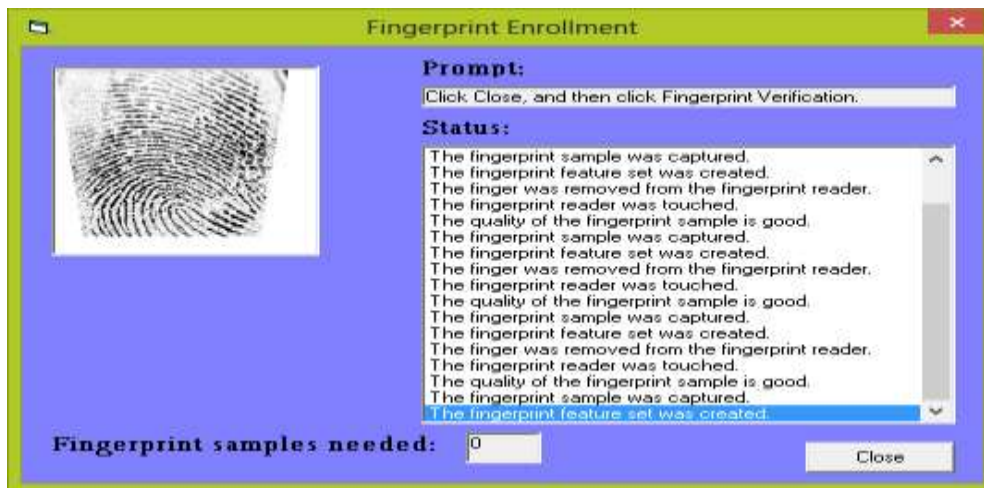 Fingerprint Enrollment
Prompt:
Click Close, and then click Fingerprint Verification.
Status:
The fingerprint sample was captured.
The fingerprint feature set was created.
The finger was removed from the fingerprint reader.
The fingerprint reader was touched.
The quality of the fingerprint sample is good.
The fingerprint sample was captured.
The fingerprint feature set was created.
The finger was removed from the fingerprint reader.
The fingerprint reader was touched.
The quality of the fingerprint sample is good.
The fingerprint sample was captured.
The fingerprint feature set was created.
The finger was removed from the fingerprint reader.
The fingerprint reader was touched.
The quality of the fingerprint sample is good.
The fingerprint sample was captured.
The fingerprint feature set was created.
Fingerprint samples needed: 0
Close